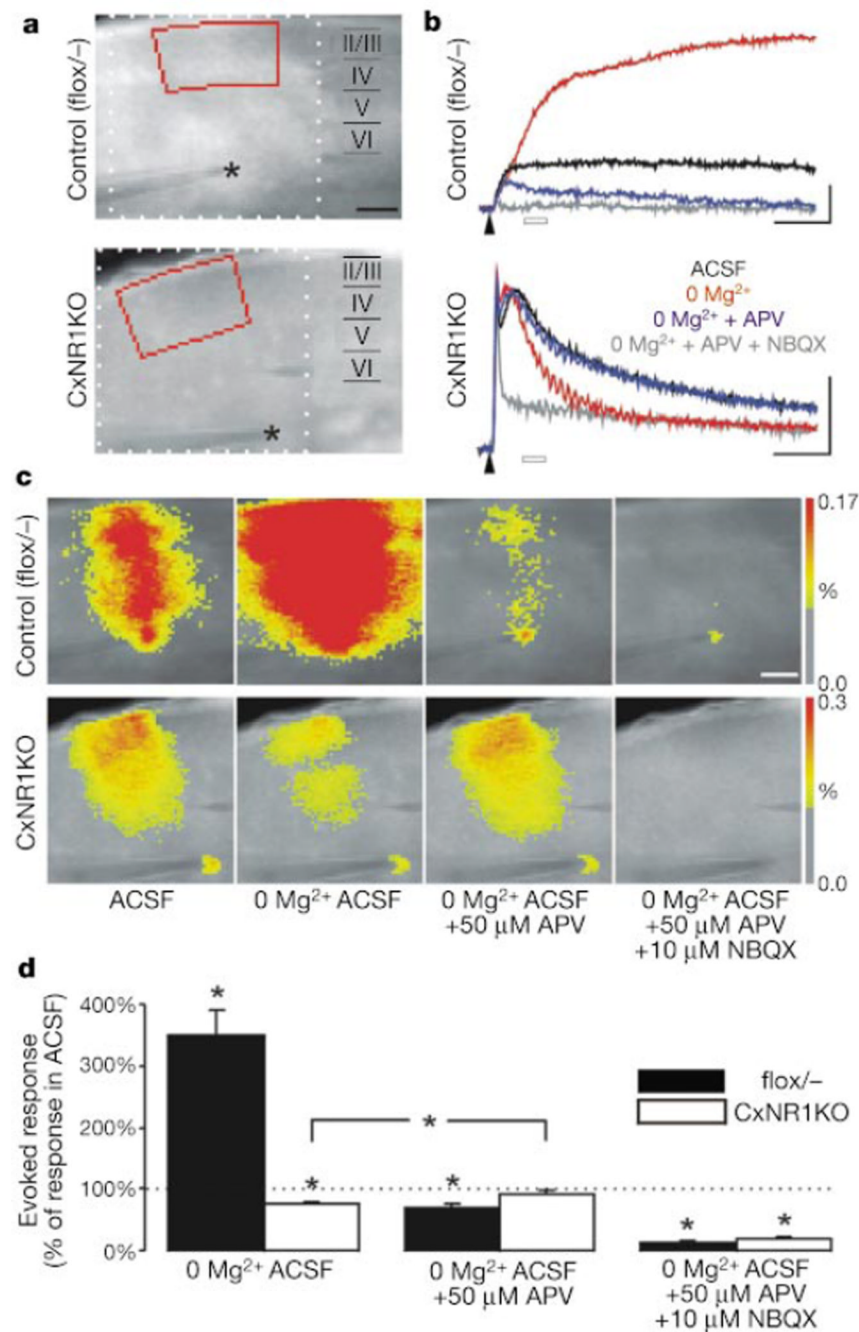 a
Control (flox/–)
II/III
IV
V
VI
*
CxNR1KO
II/III
IV
V
VI
*
b
Control (flox/–)
CxNR1KO
ACSF
0 Mg²⁺
0 Mg²⁺ + APV
0 Mg²⁺ + APV + NBQX
c
Control (flox/–)
0.17
%
0.0
CxNR1KO
0.3
%
0.0
ACSF
0 Mg²⁺ ACSF
0 Mg²⁺ ACSF
+50 μM APV
0 Mg²⁺ ACSF
+50 μM APV
+10 μM NBQX
d
Evoked response
(% of response in ACSF)
400%
300%
200%
100%
0%
*
*
*
*
*
*
flox/–
CxNR1KO
0 Mg²⁺ ACSF
0 Mg²⁺ ACSF
+50 μM APV
0 Mg²⁺ ACSF
+50 μM APV
+10 μM NBQX